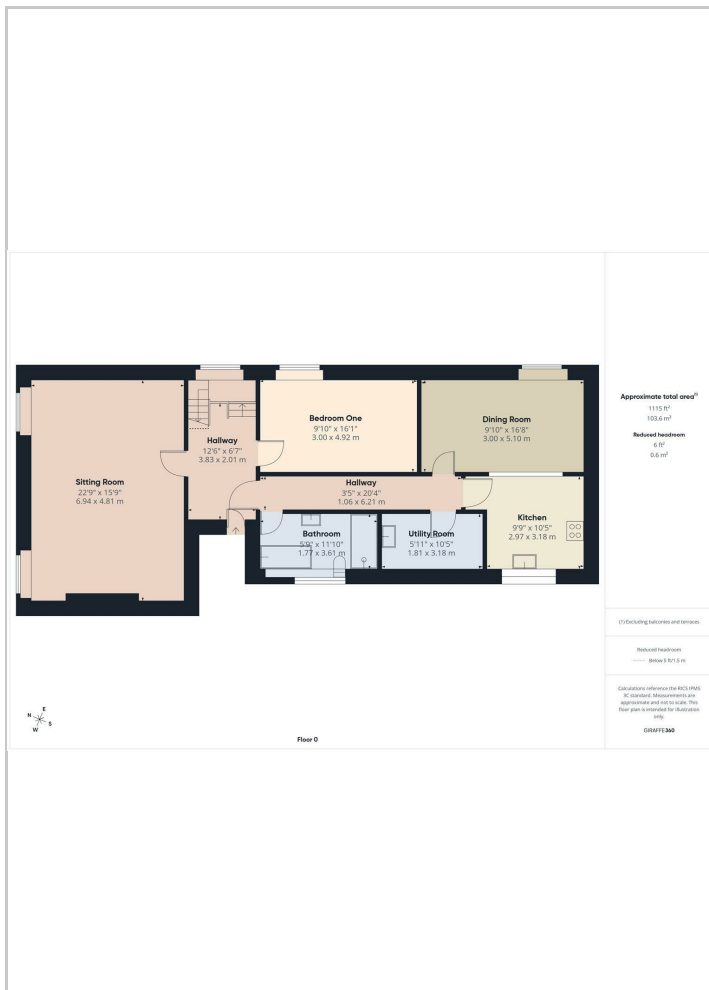 Sitting Room
22'9" x 15'9"
6.94 x 4.81 m
Hallway
12'6" x 6'7"
3.83 x 2.01 m
Bedroom One
9'10" x 16'1"
3.00 x 4.92 m
Dining Room
9'10" x 16'8"
3.00 x 5.10 m
Hallway
3'5" x 20'4"
1.06 x 6.21 m
Bathroom
5'9" x 11'10"
1.77 x 3.61 m
Utility Room
5'11" x 10'5"
1.81 x 3.18 m
Kitchen
9'9" x 10'5"
2.97 x 3.18 m
N E S W
Floor 0
Approximate total area(1)
1115 ft²
103.6 m²
Reduced headroom
6 ft²
0.6 m²
(1) Excluding balconies and terraces
Reduced headroom
Below 5 ft/1.5 m
Calculations reference the RICS IPMS
3C standard. Measurements are
approximate and not to scale. This
floor plan is intended for illustration
only.
GIRAFFE360